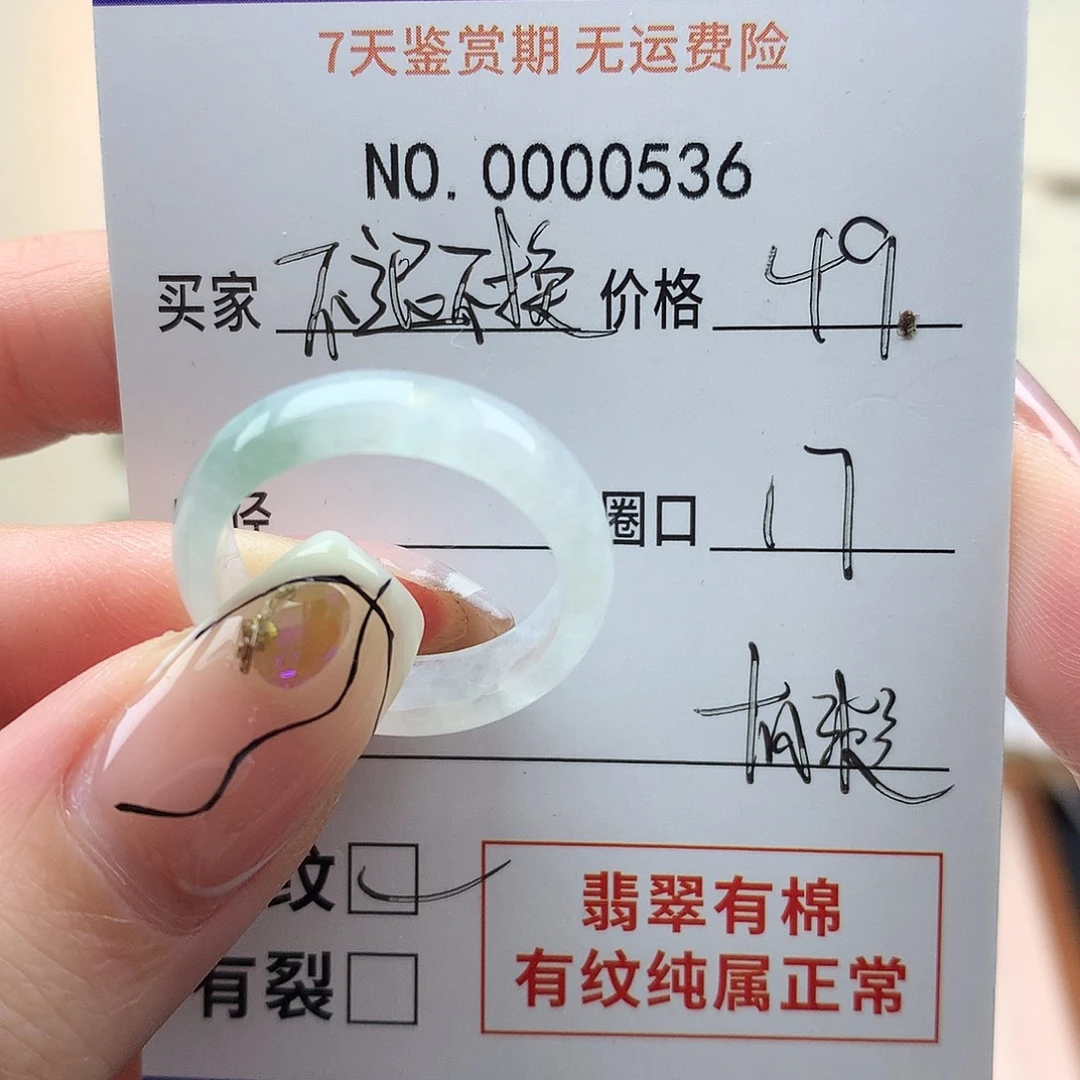 7天鉴赏期 无运费险
NO. 0000536
买家 不退不换 价格 49.
径 圈口 17
有
纹
翡翠有棉
有纹纯属正常
有裂